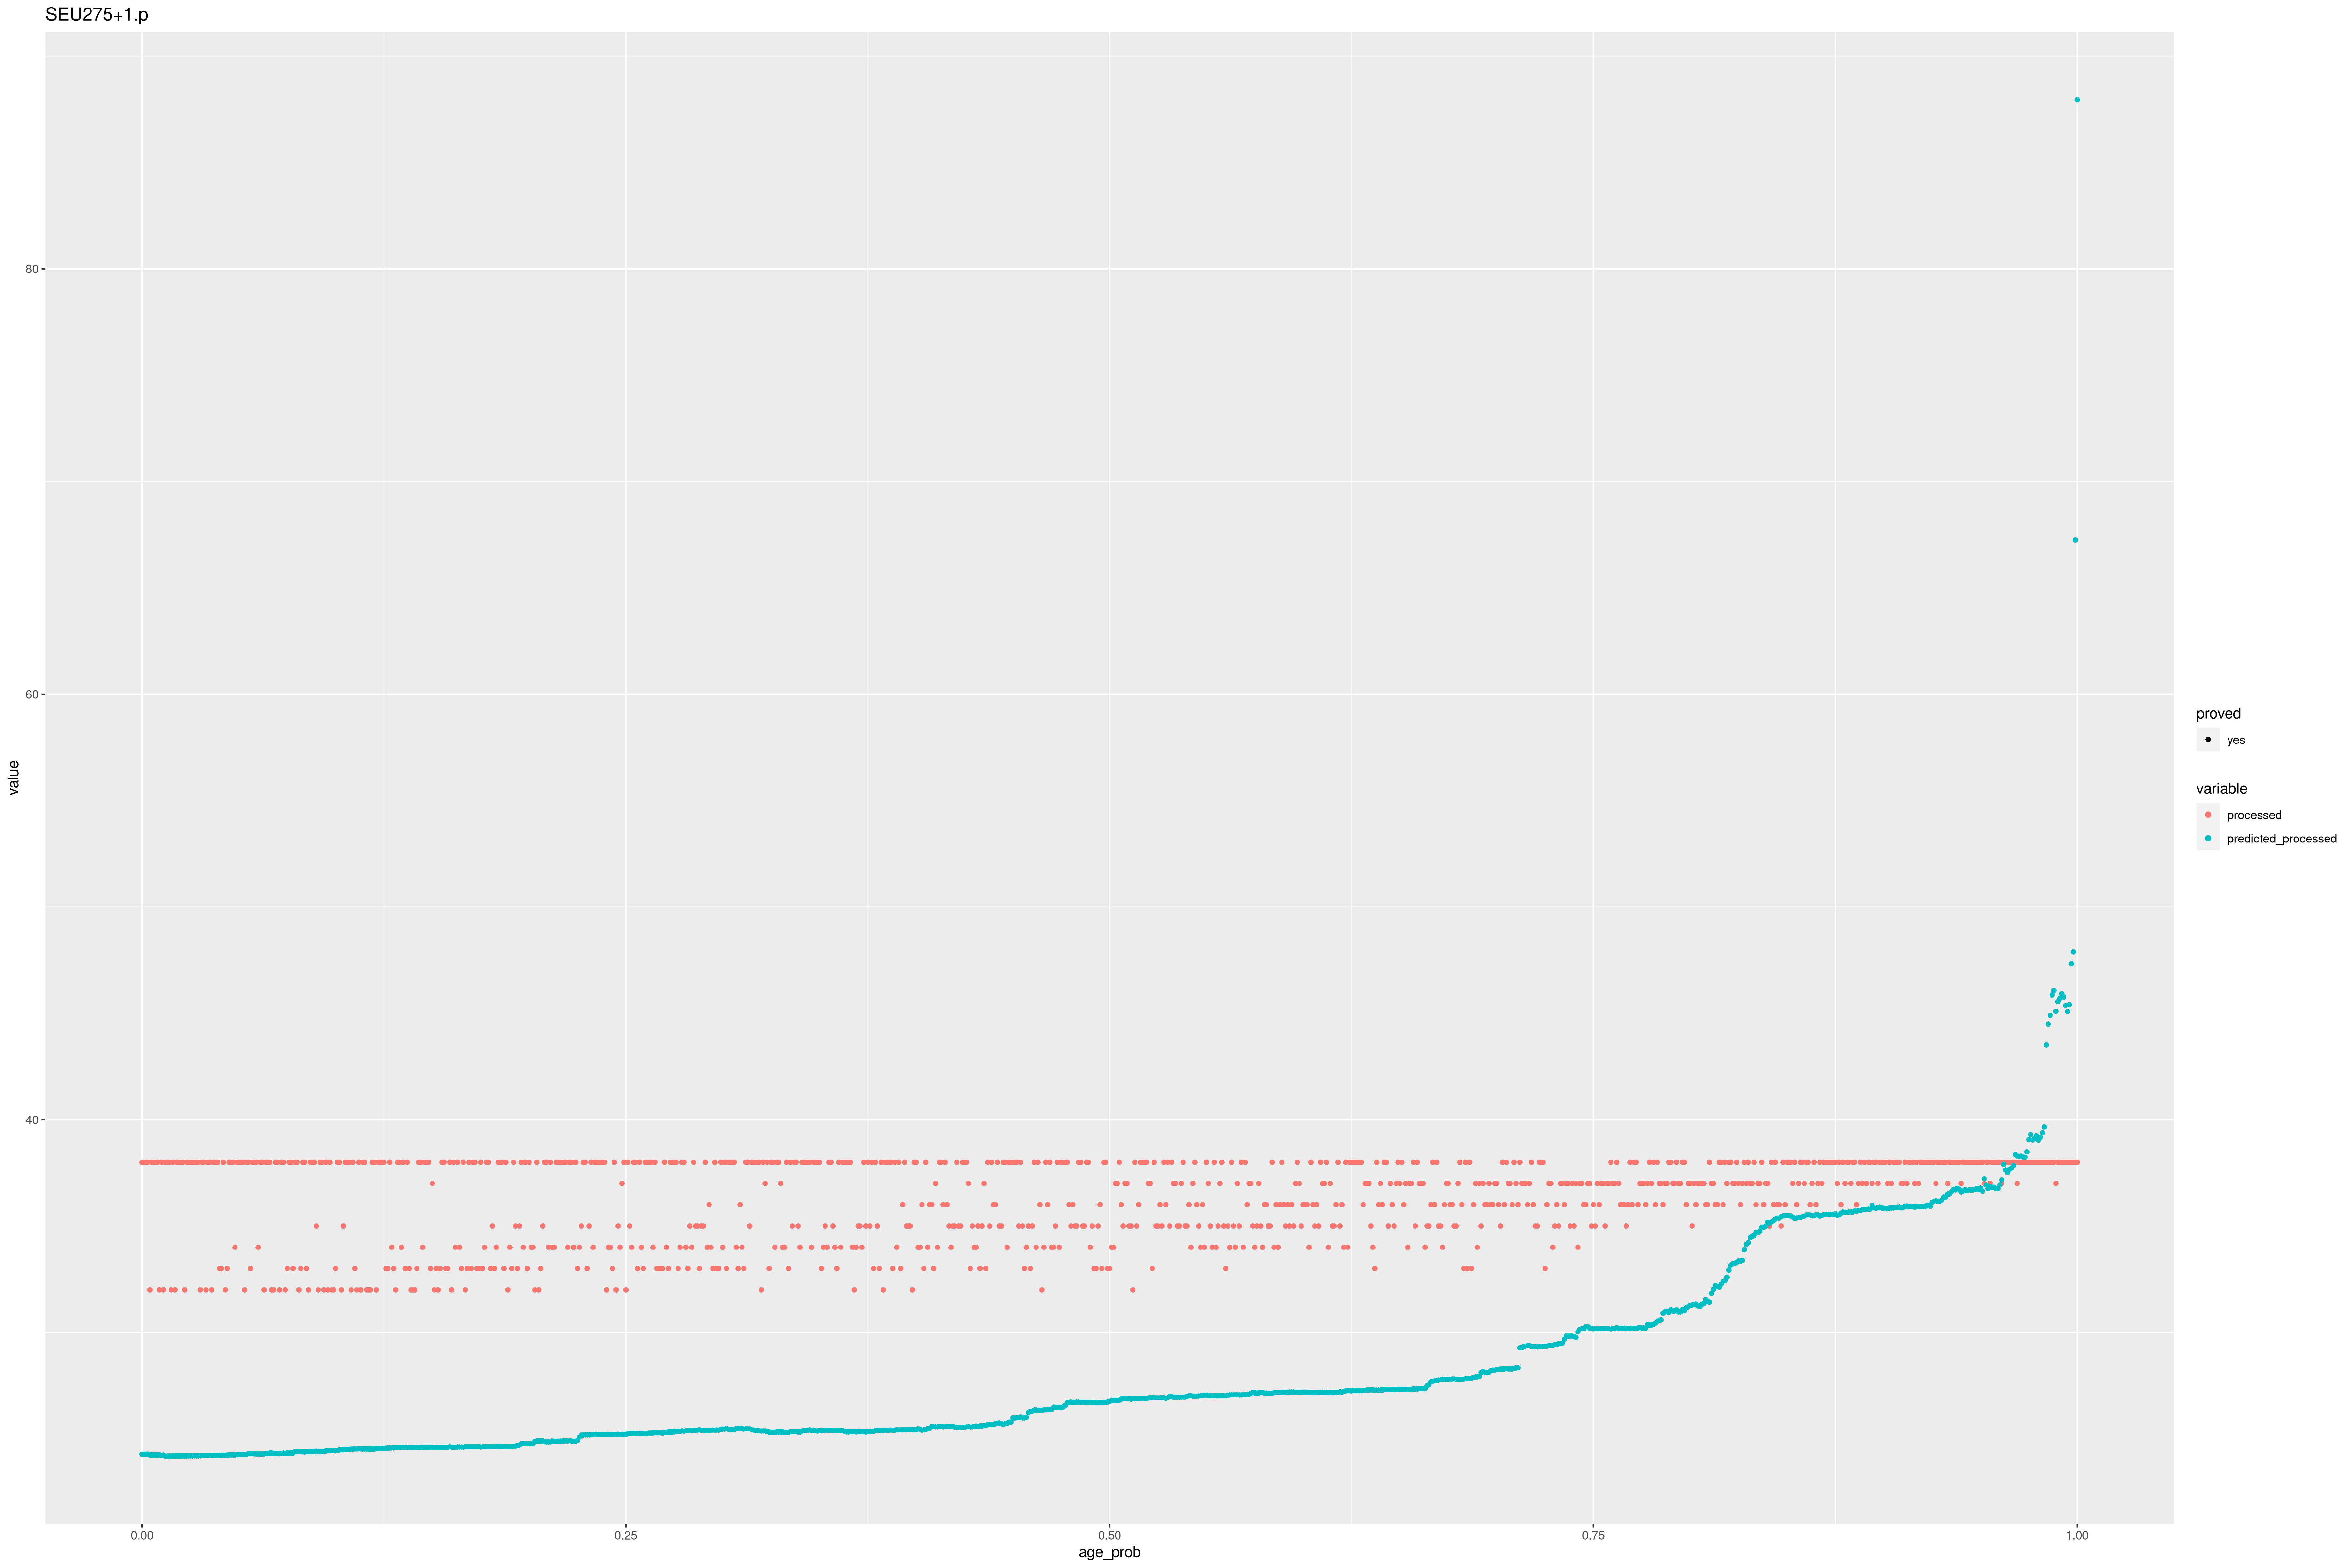 SEU275+1.p
80
60
40
value
0.00
0.25
0.50
0.75
1.00
age_prob
proved
yes
variable
processed
predicted_processed